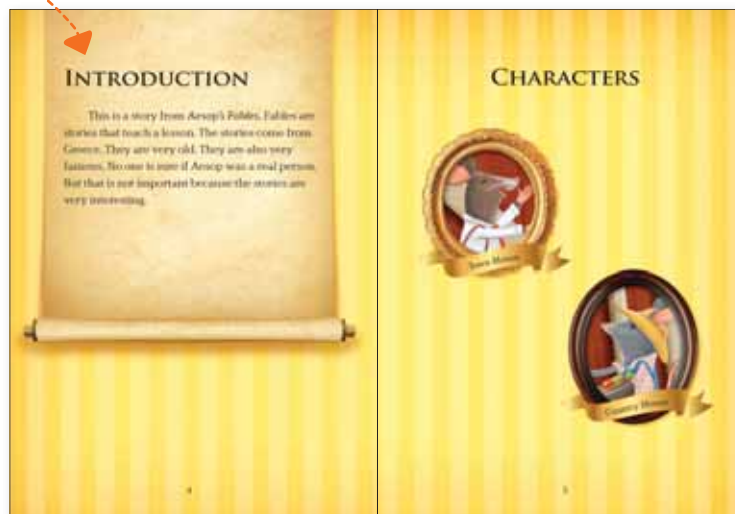 INTRODUCTION
This is a story from Aesop's Fables. Fables are
stories that teach a lesson. The stories come from
Greece. They are very old. They are also very
famous. No one is sure if Aesop was a real person.
But that is not important because the stories are
very interesting.
4
CHARACTERS
Town Mouse
Country Mouse
5